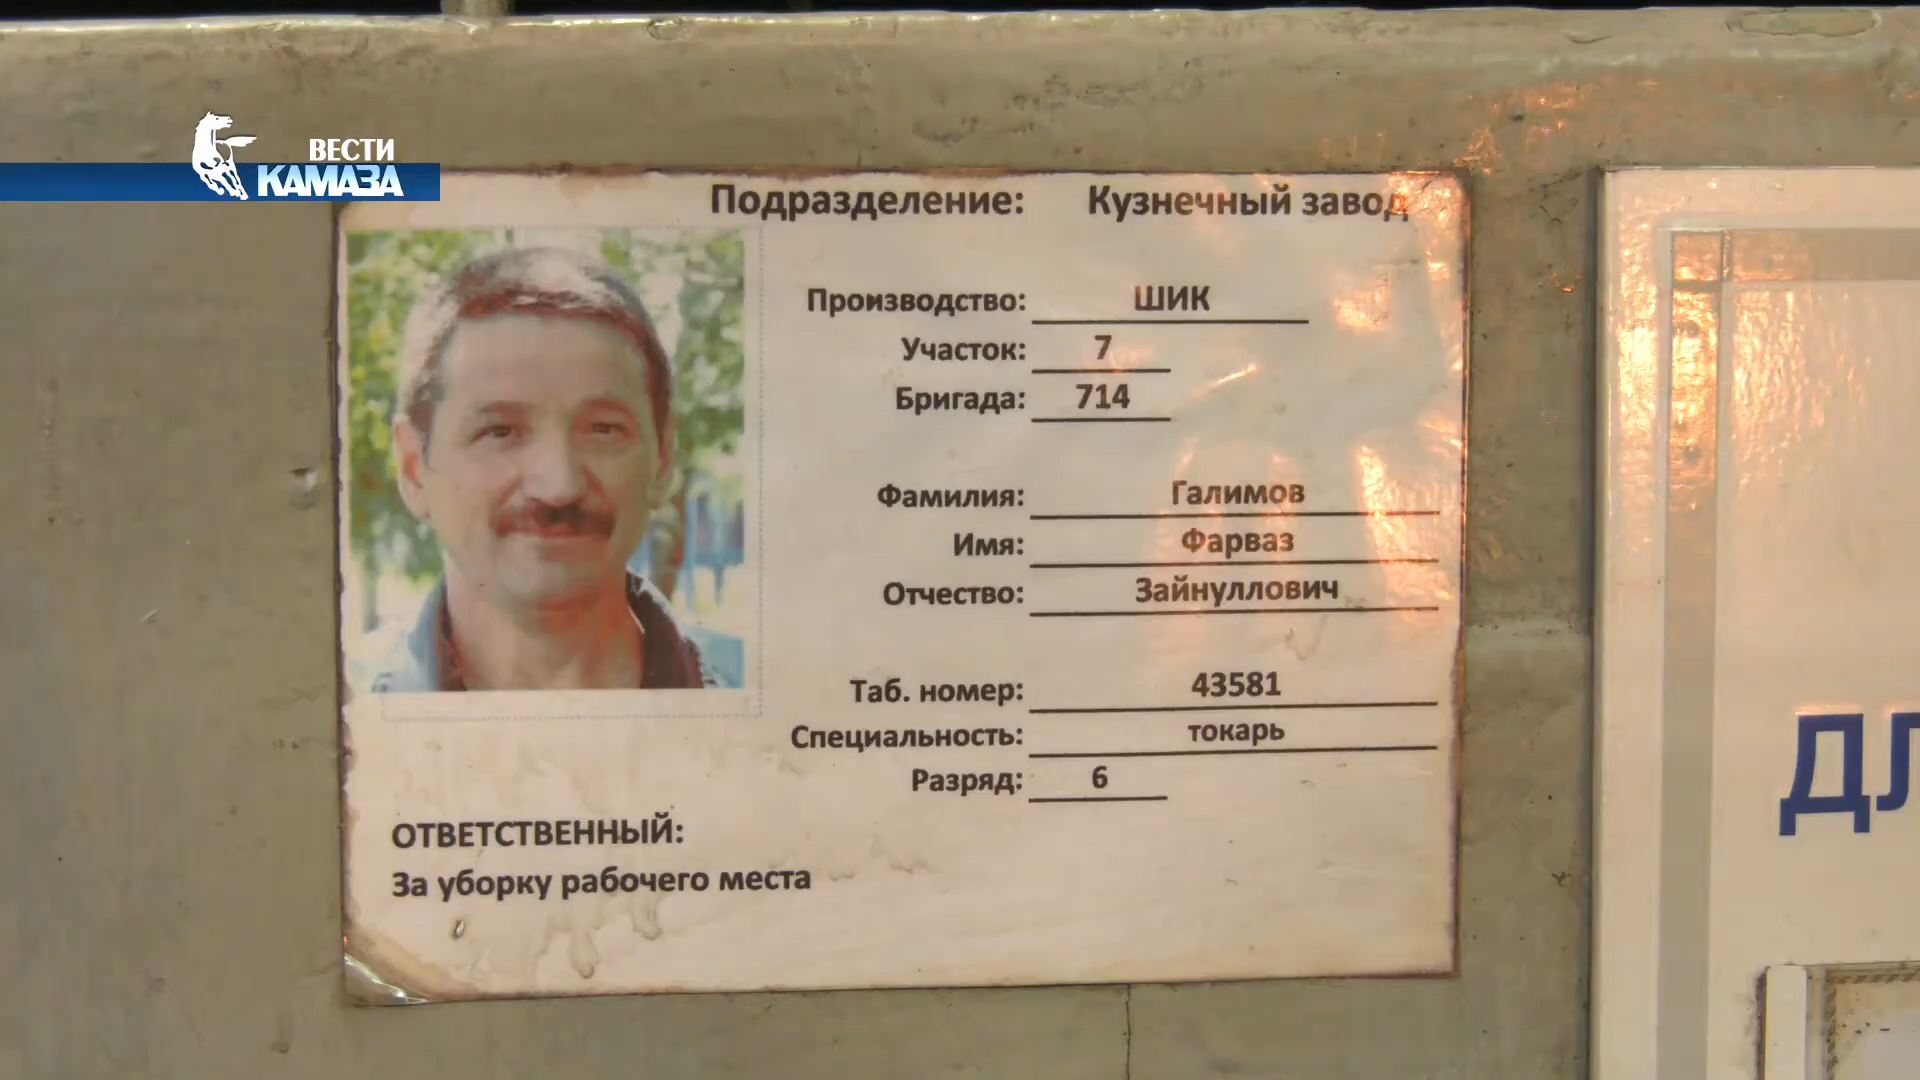 ВЕСТИ
КАМАЗА
Подразделение: Кузнечный завод
Производство: ШИК
Участок: 7
Бригада: 714
Фамилия: Галимов
Имя: Фарваз
Отчество: Зайнуллович
Таб. номер: 43581
Специальность: токарь
Разряд: 6
ОТВЕТСТВЕННЫЙ:
За уборку рабочего места